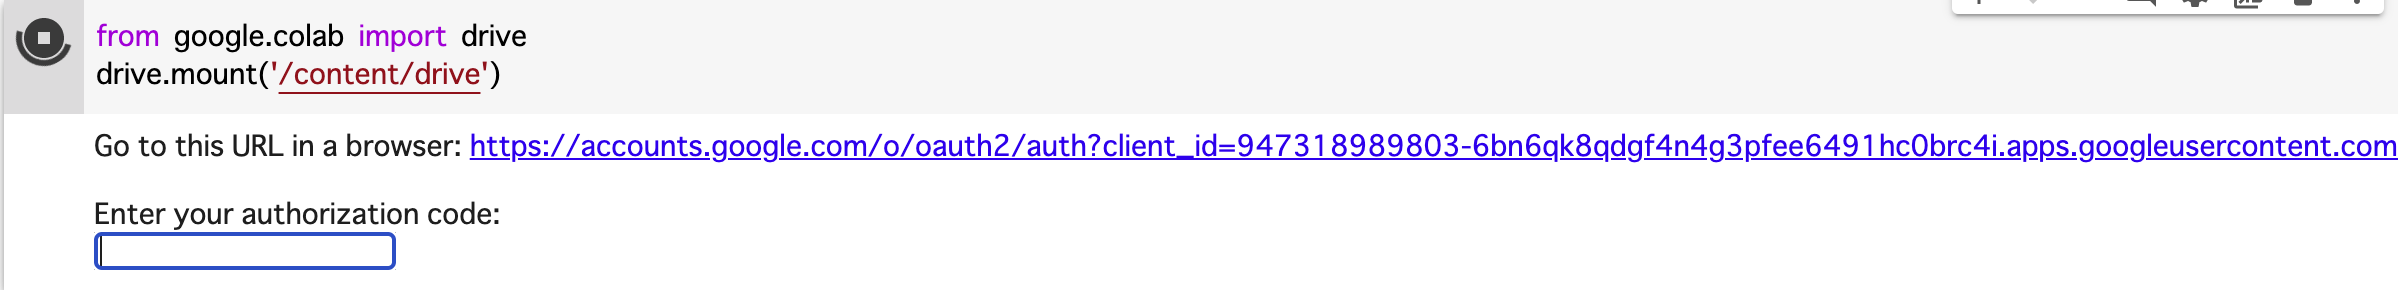 from google.colab import drive
drive.mount('/content/drive')
Go to this URL in a browser: https://accounts.google.com/o/oauth2/auth?client_id=947318989803-6bn6qk8qdgf4n4g3pfee6491hc0brc4i.apps.googleusercontent.com
Enter your authorization code: